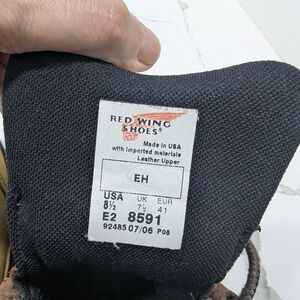 RED WING
SHOES®
Made in USA
with imported materials
Leather Upper
EH
USA UK EUR
8½ 7½ 41
E2 8591
92485 07/06 P08